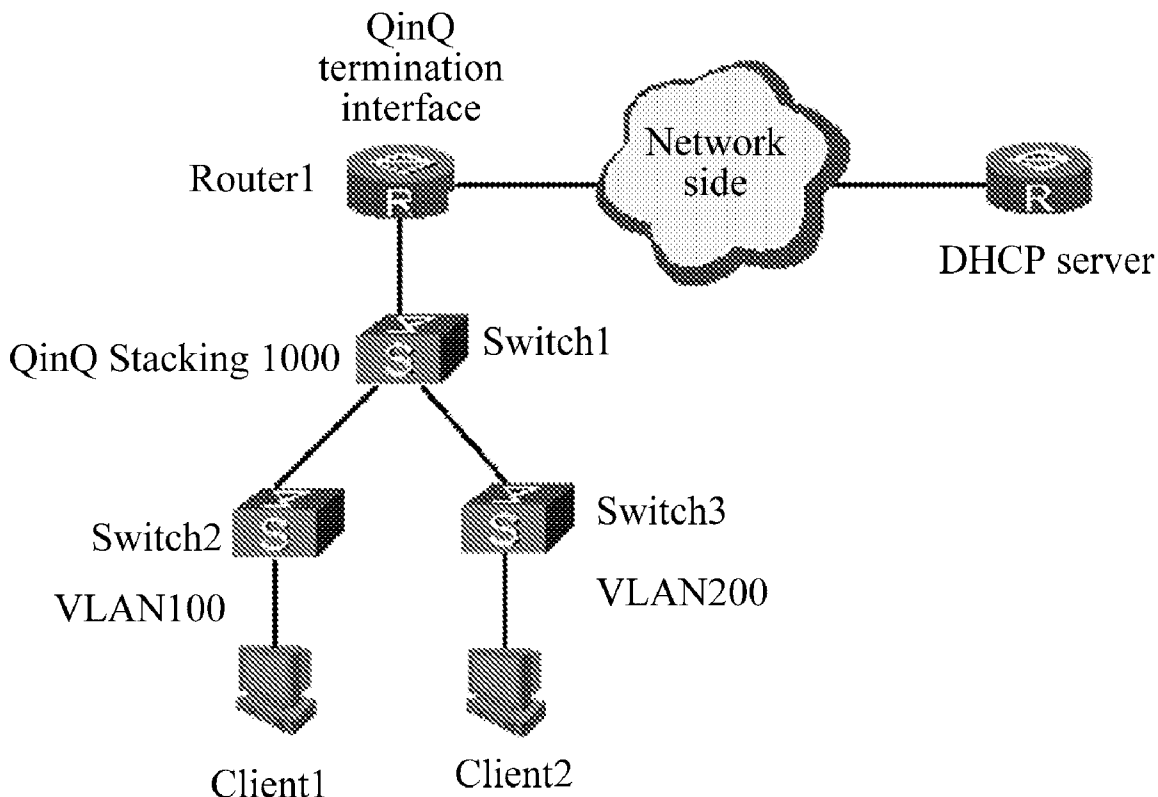 QinQ
termination
interface
Router1
R
Network
side
R
DHCP server
QinQ Stacking 1000
S
Switch1
Switch2
S
VLAN100
S
Switch3
VLAN200
Client1
Client2